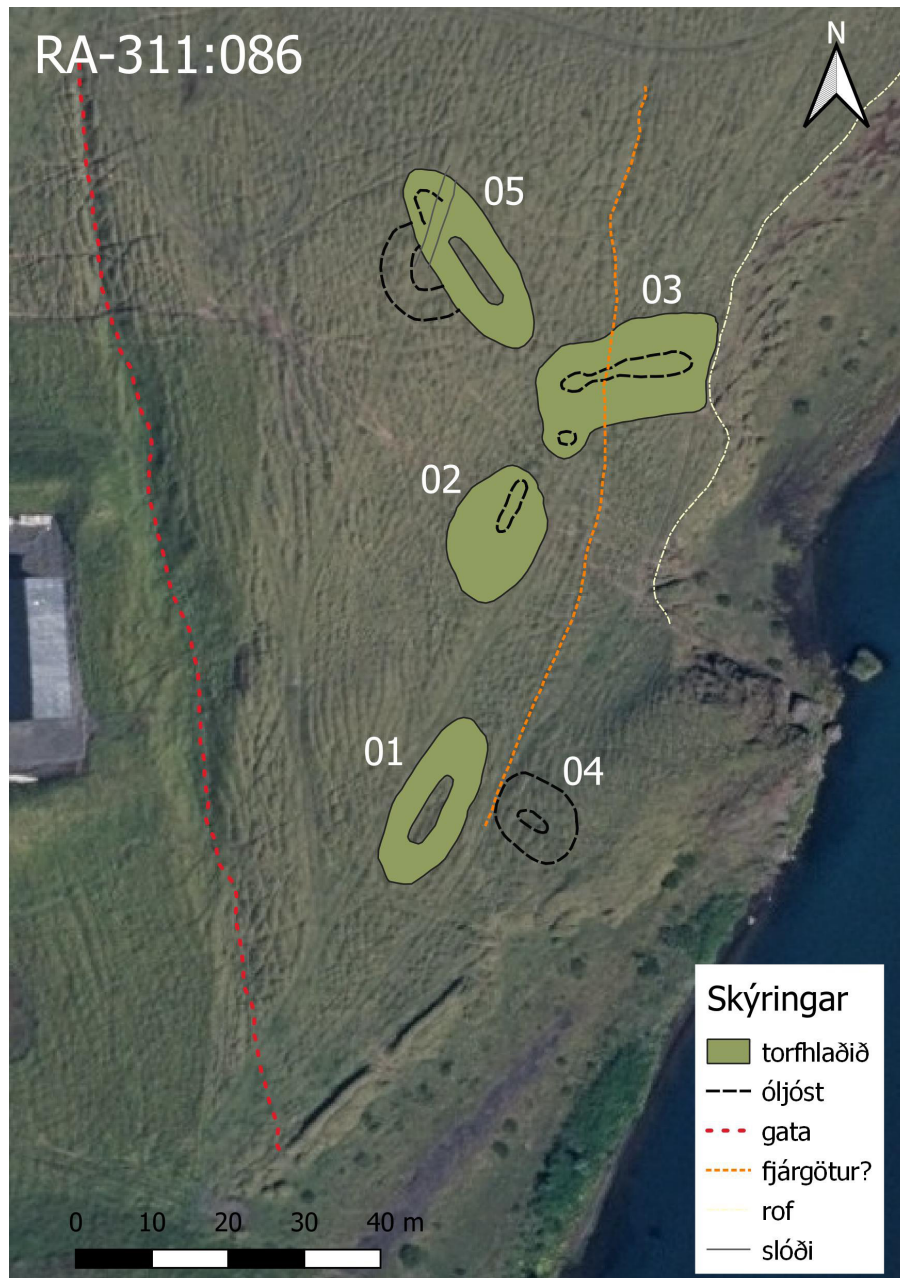 RA-311:086
N
05
03
02
01
04
Skýringar
torfhlaðið
óljóst
gata
fjárgötur?
rof
slóði
0 10 20 30 40 m